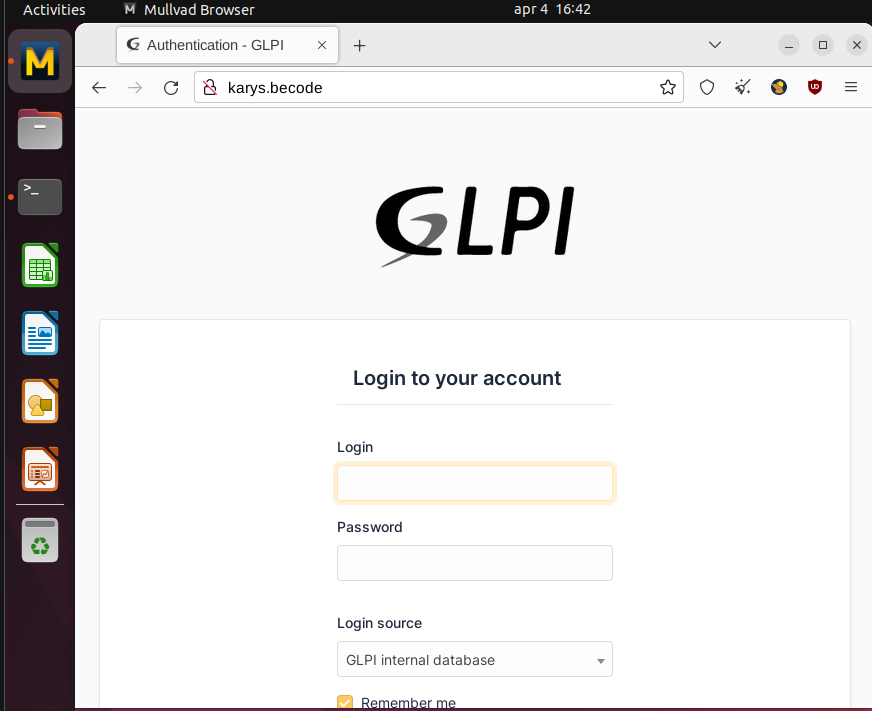 Activities
M Mullvad Browser
apr 4 16:42
Authentication - GLPI
karys.becode
GLPI
Login to your account
Login
Password
Login source
GLPI internal database
Remember me